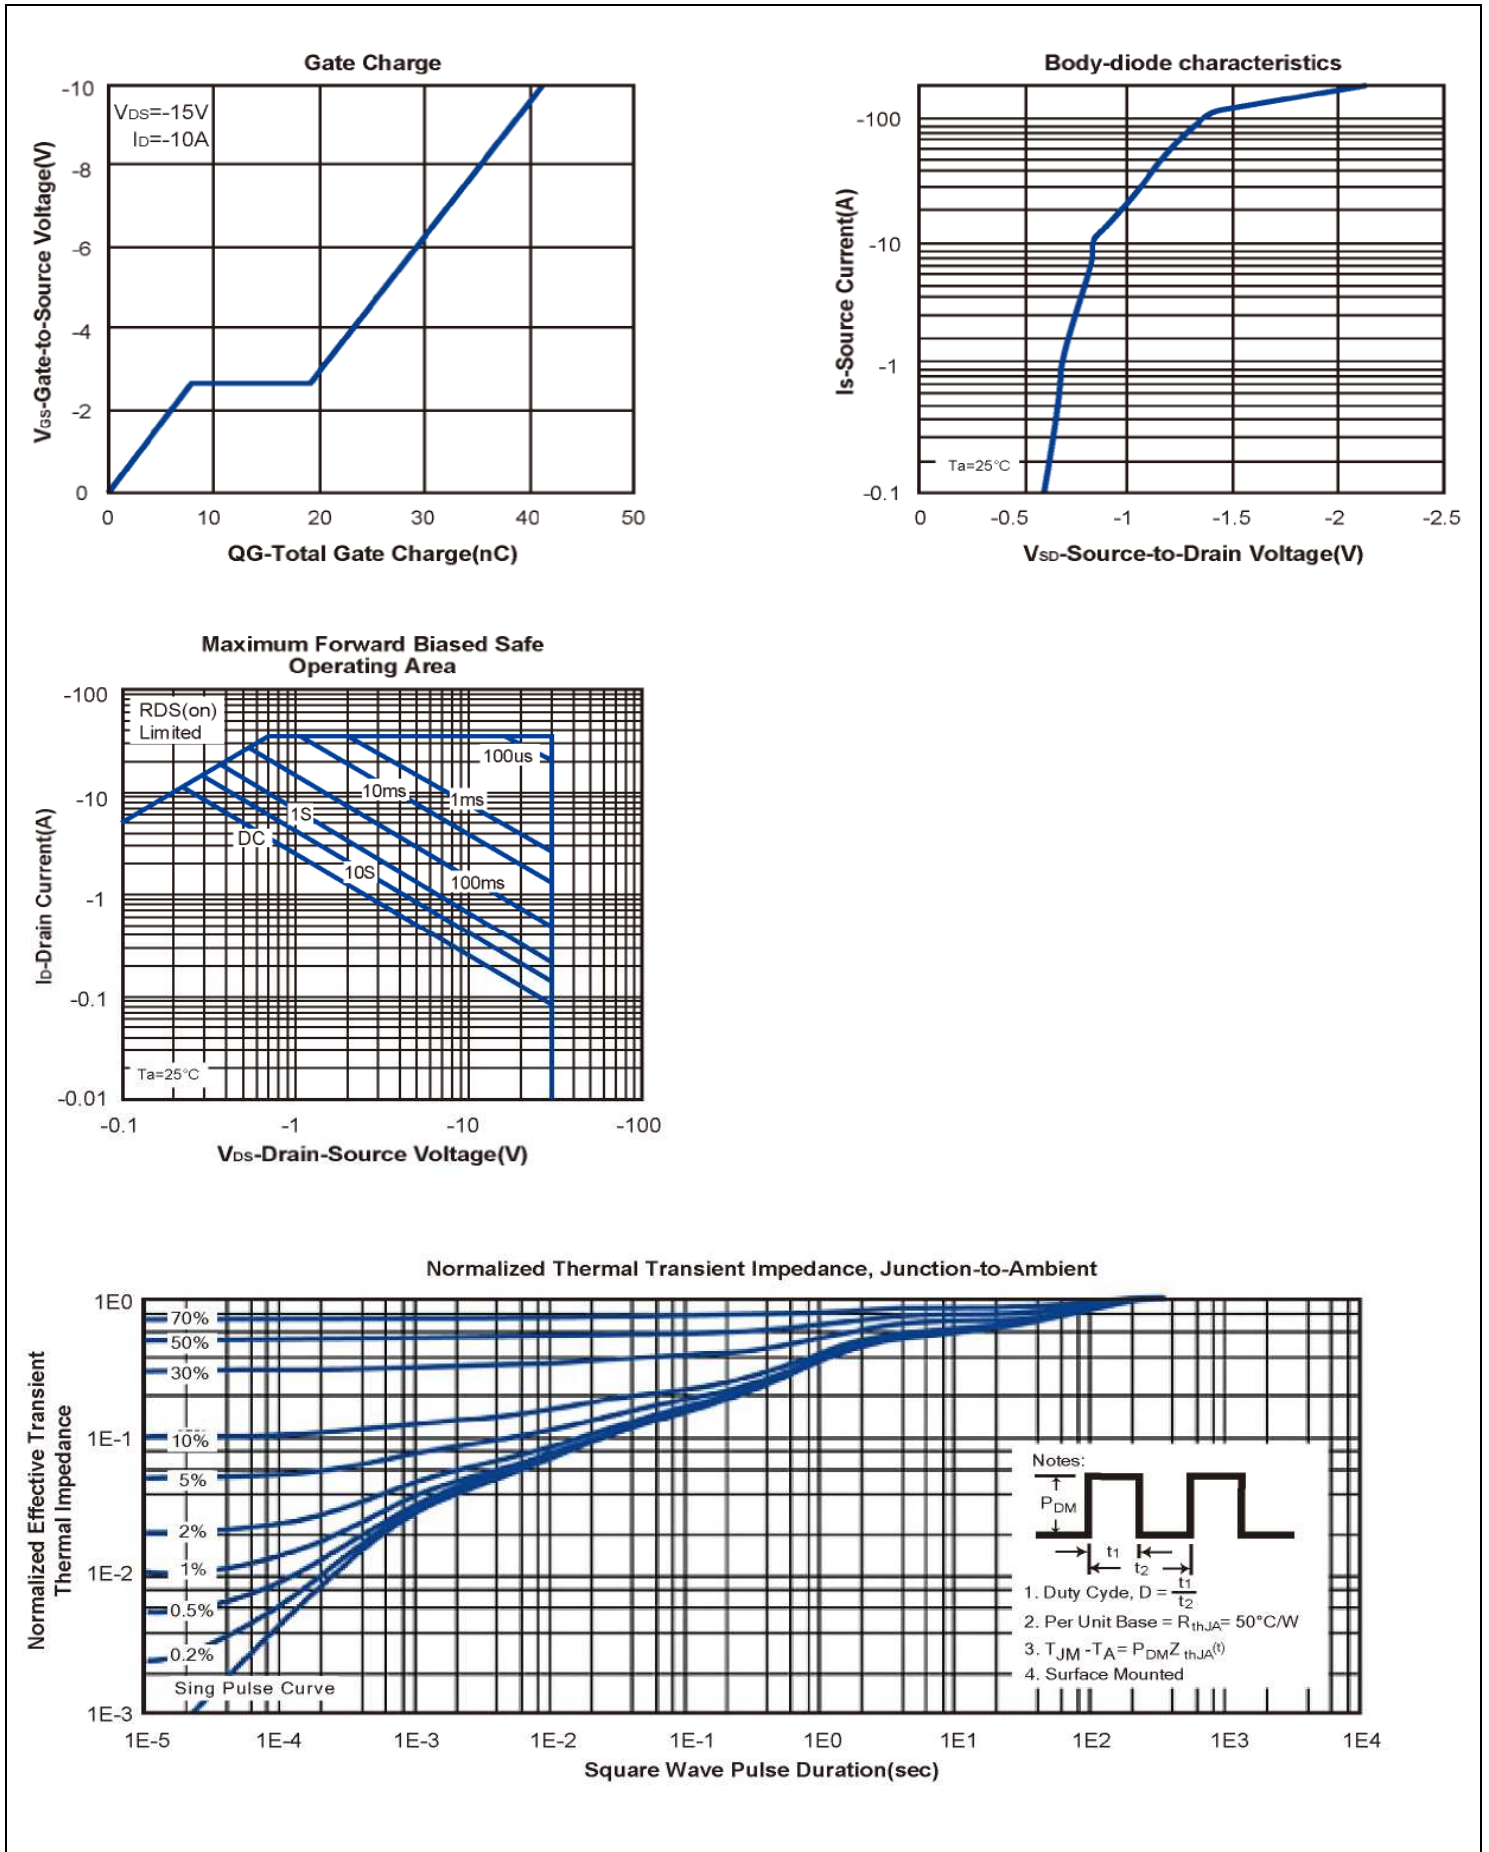 Gate Charge
-10
-8
-6
-4
-2
0
VDS=-15V
ID=-10A
VGS-Gate-to-Source Voltage(V)
0 10 20 30 40 50
QG-Total Gate Charge(nC)
Body-diode characteristics
-100
-10
-1
-0.1
Is-Source Current(A)
Ta=25°C
0 -0.5 -1 -1.5 -2 -2.5
VSD-Source-to-Drain Voltage(V)
Maximum Forward Biased Safe
Operating Area
-100
-10
-1
-0.1
-0.01
RDS(on)
Limited
100us
10ms
1ms
1S
DC
10S
100ms
Ta=25°C
ID-Drain Current(A)
-0.1 -1 -10 -100
VDS-Drain-Source Voltage(V)
Normalized Thermal Transient Impedance, Junction-to-Ambient
1E0
1E-1
1E-2
1E-3
Normalized Effective Transient
Thermal Impedance
70%
50%
30%
10%
5%
2%
1%
0.5%
0.2%
Sing Pulse Curve
Notes:
PDM
t1
t2
1. Duty Cyde, D = t1/t2
2. Per Unit Base = RthJA= 50°C/W
3. TJM -TA= PDMZthJA(t)
4. Surface Mounted
1E-5 1E-4 1E-3 1E-2 1E-1 1E0 1E1 1E2 1E3 1E4
Square Wave Pulse Duration(sec)